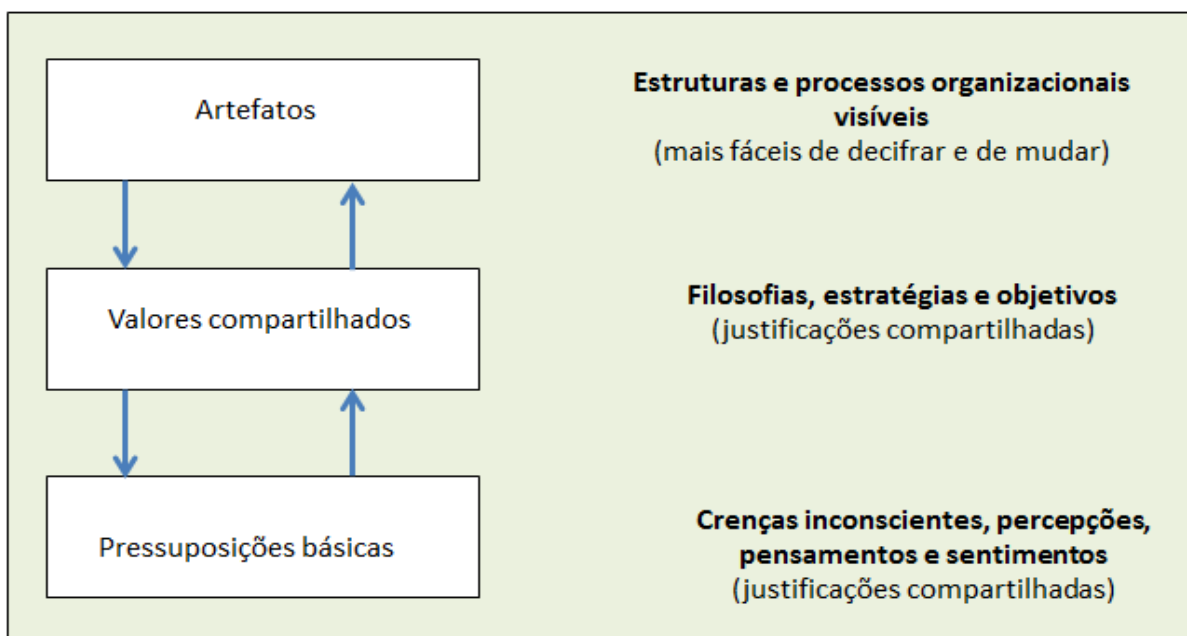 Artefatos
Estruturas e processos organizacionais
visíveis
(mais fáceis de decifrar e de mudar)
Valores compartilhados
Filosofias, estratégias e objetivos
(justificações compartilhadas)
Pressuposições básicas
Crenças inconscientes, percepções,
pensamentos e sentimentos
(justificações compartilhadas)